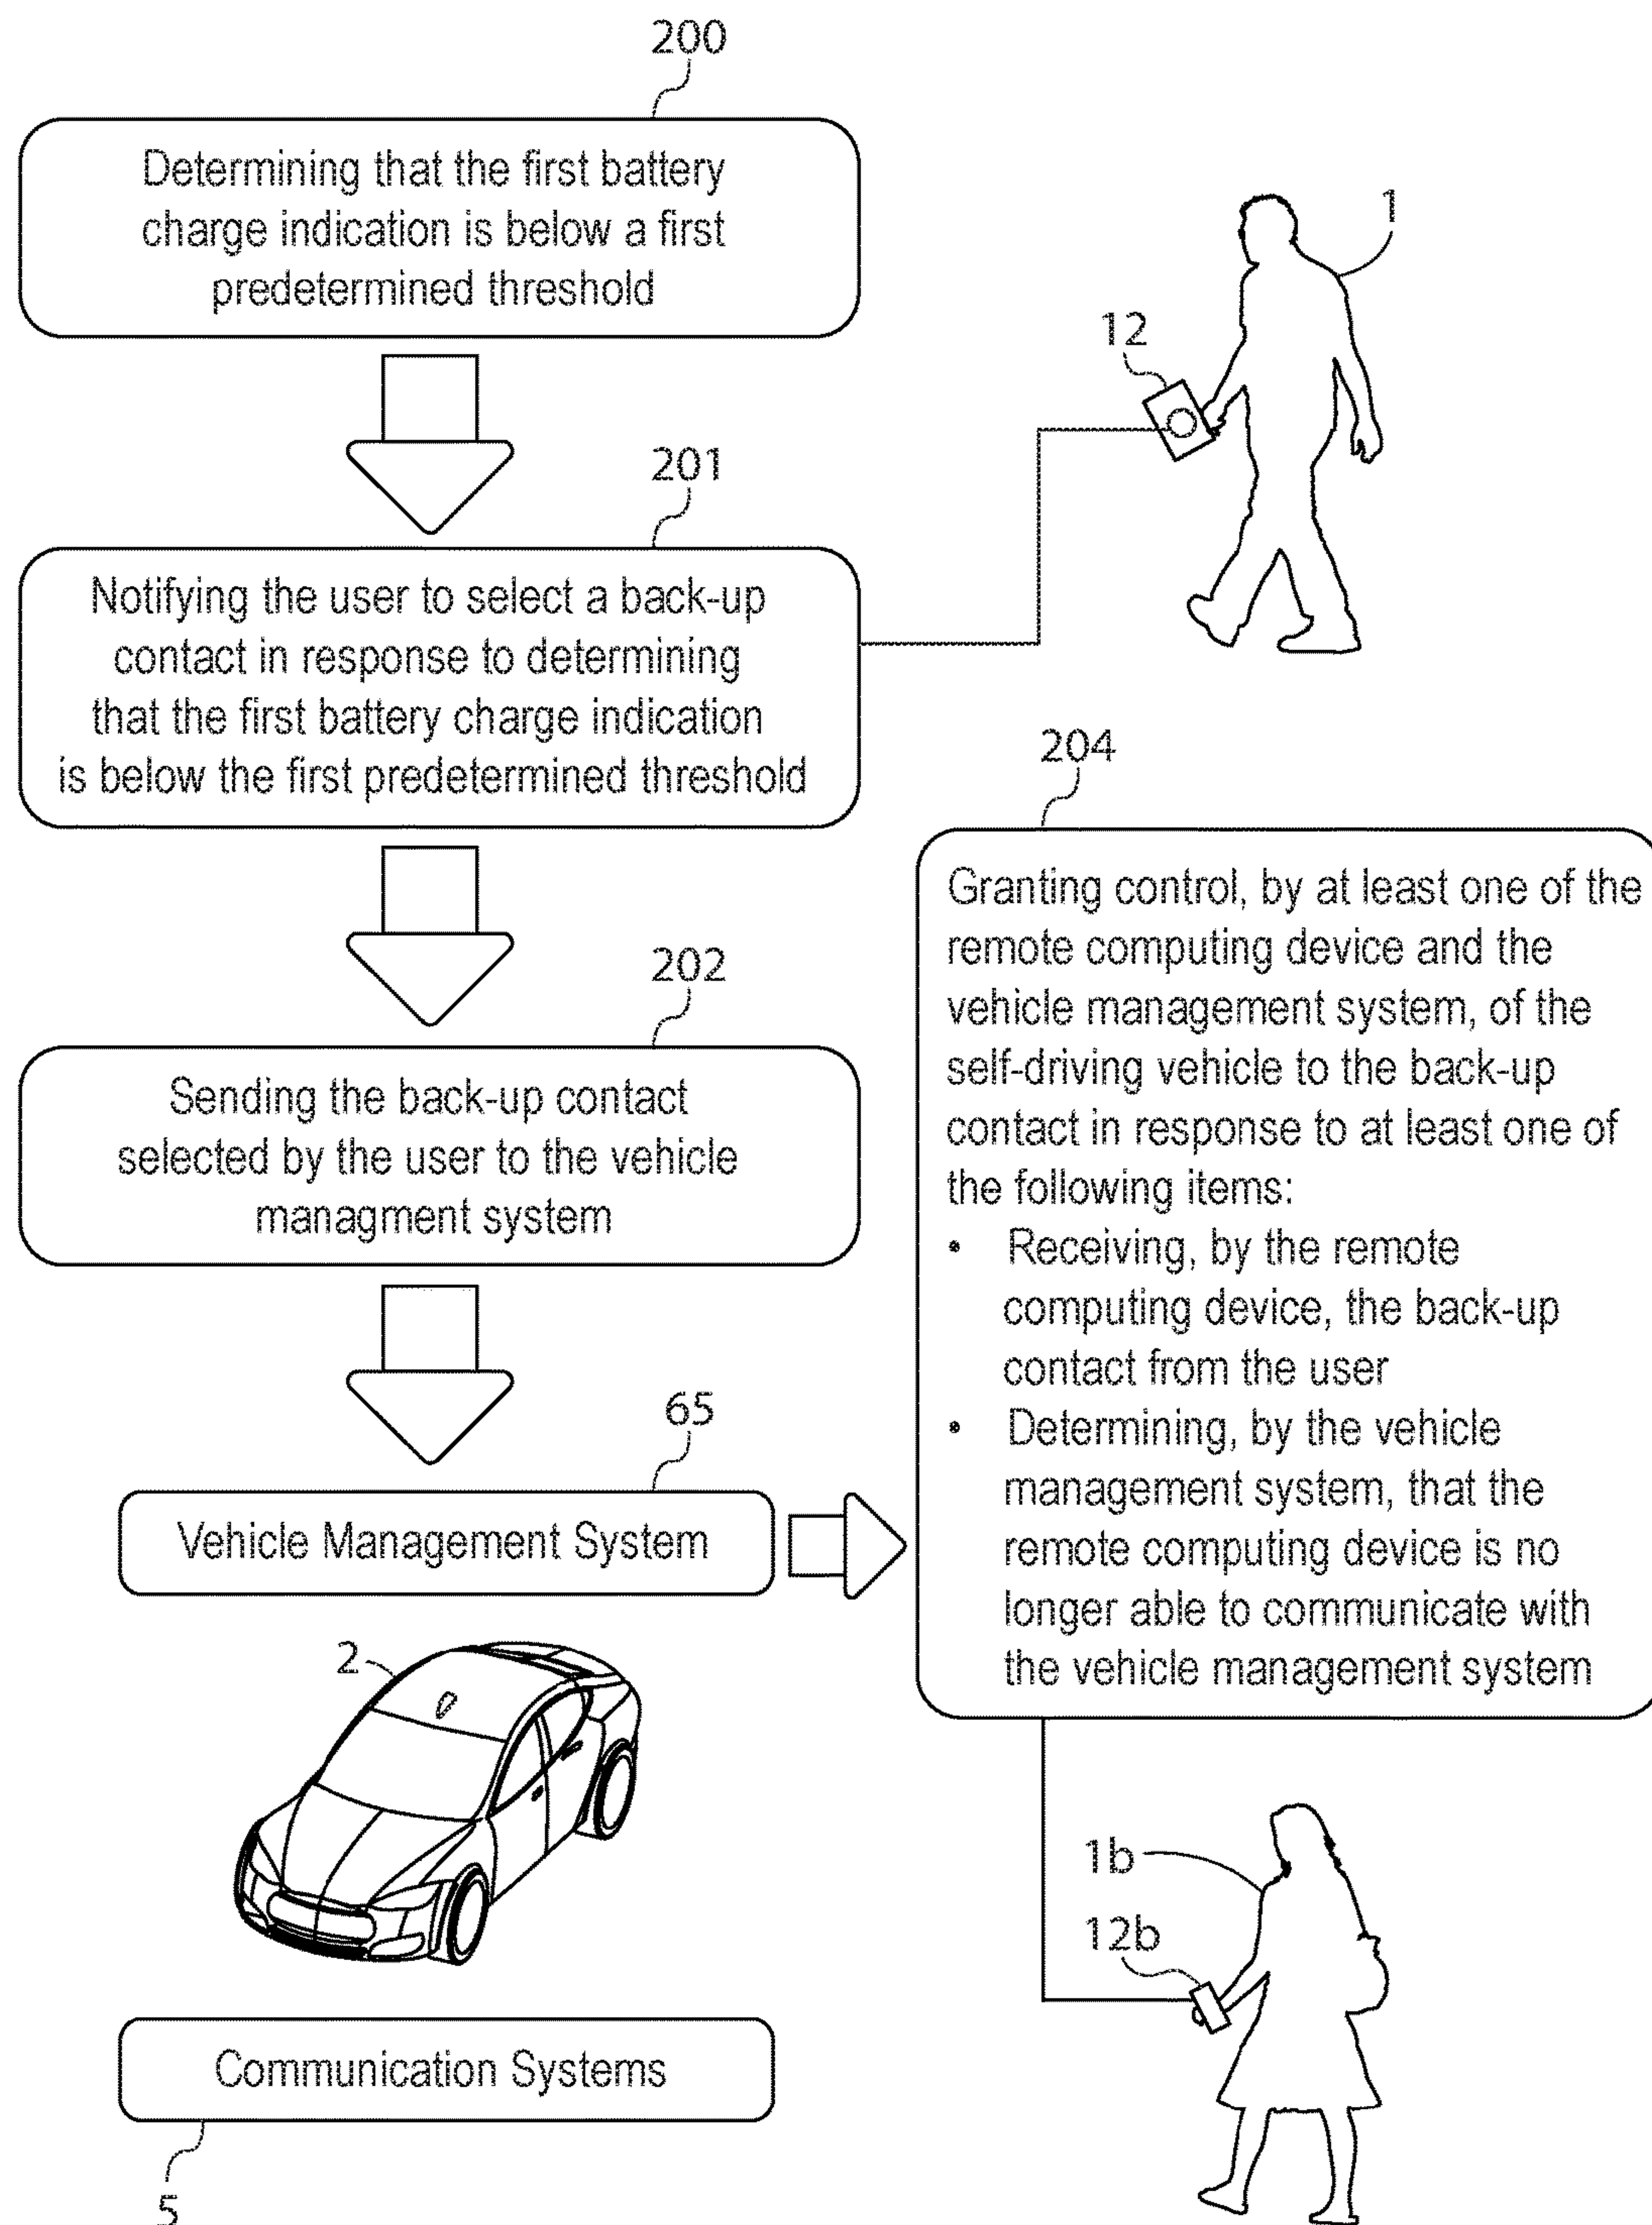 200
Determining that the first battery
charge indication is below a first
predetermined threshold
1
12
201
Notifying the user to select a back-up
contact in response to determining
that the first battery charge indication
is below the first predetermined threshold
202
Sending the back-up contact
selected by the user to the vehicle
managment system
65
Vehicle Management System
2
Communication Systems
5
204
Granting control, by at least one of the
remote computing device and the
vehicle management system, of the
self-driving vehicle to the back-up
contact in response to at least one of
the following items:
• Receiving, by the remote
computing device, the back-up
contact from the user
• Determining, by the vehicle
management system, that the
remote computing device is no
longer able to communicate with
the vehicle management system
1b
12b